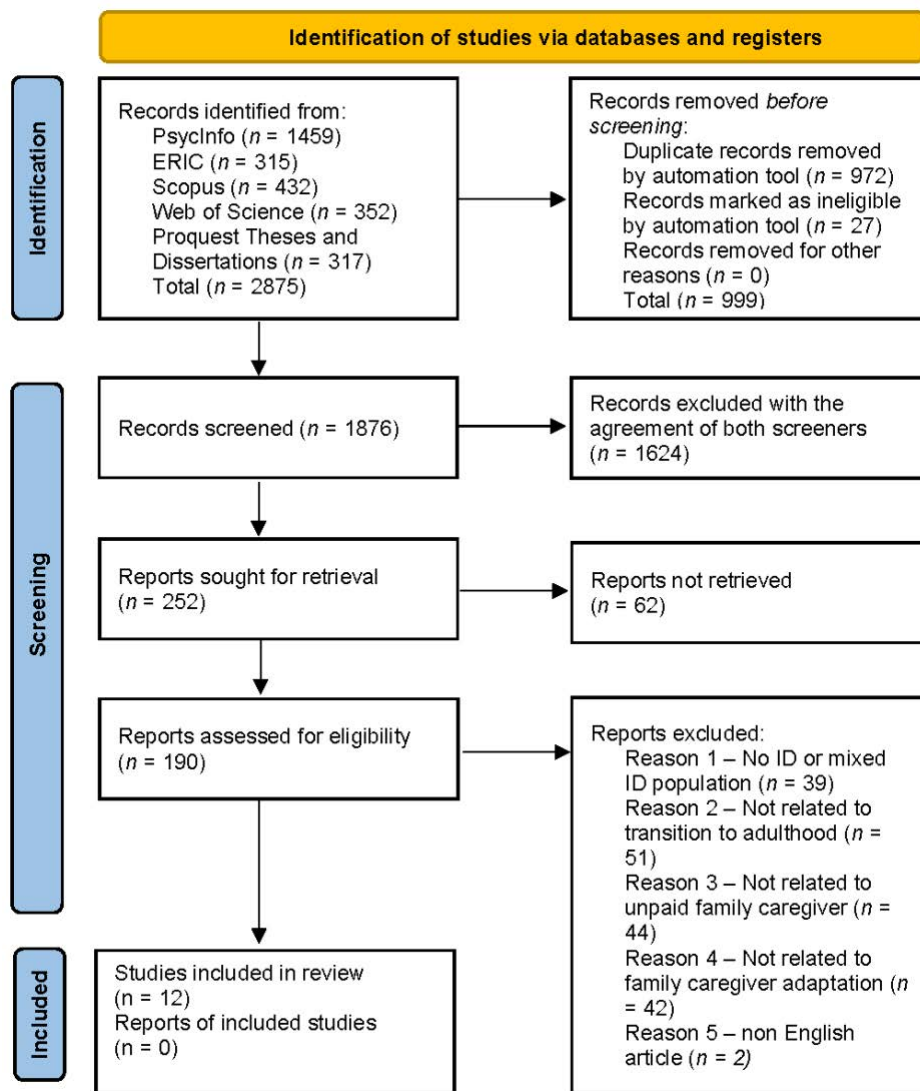 Identification of studies via databases and registers
Identification
Records identified from:
PsycInfo (n = 1459)
ERIC (n = 315)
Scopus (n = 432)
Web of Science (n = 352)
Proquest Theses and
Dissertations (n = 317)
Total (n = 2875)
Records removed before
screening:
Duplicate records removed
by automation tool (n = 972)
Records marked as ineligible
by automation tool (n = 27)
Records removed for other
reasons (n = 0)
Total (n = 999)
Screening
Records screened (n = 1876)
Records excluded with the
agreement of both screeners
(n = 1624)
Reports sought for retrieval
(n = 252)
Reports not retrieved
(n = 62)
Reports assessed for eligibility
(n = 190)
Reports excluded:
Reason 1 – No ID or mixed
ID population (n = 39)
Reason 2 – Not related to
transition to adulthood (n =
51)
Reason 3 – Not related to
unpaid family caregiver (n =
44)
Reason 4 – Not related to
family caregiver adaptation (n
= 42)
Reason 5 – non English
article (n = 2)
Included
Studies included in review
(n = 12)
Reports of included studies
(n = 0)